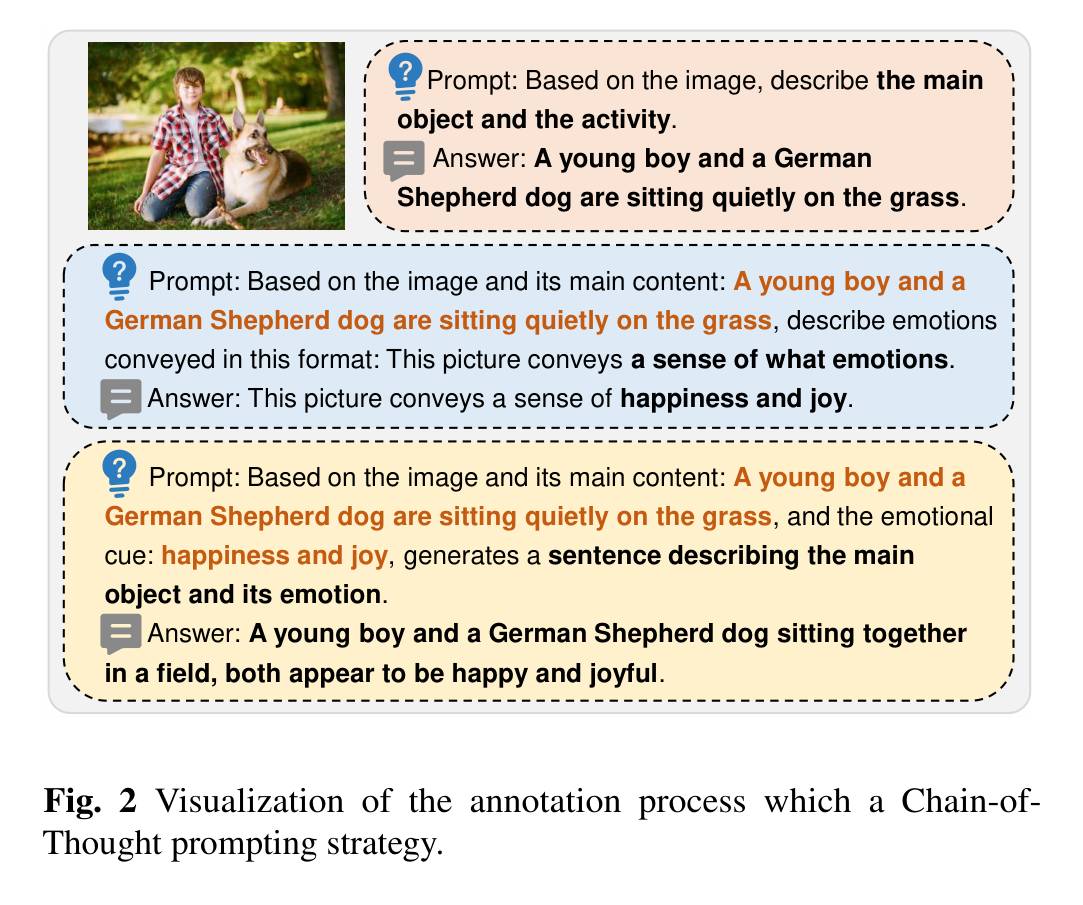 Prompt: Based on the image, describe the main
object and the activity.
Answer: A young boy and a German
Shepherd dog are sitting quietly on the grass.
Prompt: Based on the image and its main content: A young boy and a
German Shepherd dog are sitting quietly on the grass, describe emotions
conveyed in this format: This picture conveys a sense of what emotions.
Answer: This picture conveys a sense of happiness and joy.
Prompt: Based on the image and its main content: A young boy and a
German Shepherd dog are sitting quietly on the grass, and the emotional
cue: happiness and joy, generates a sentence describing the main
object and its emotion.
Answer: A young boy and a German Shepherd dog sitting together
in a field, both appear to be happy and joyful.
Fig. 2 Visualization of the annotation process which a Chain-of-
Thought prompting strategy.